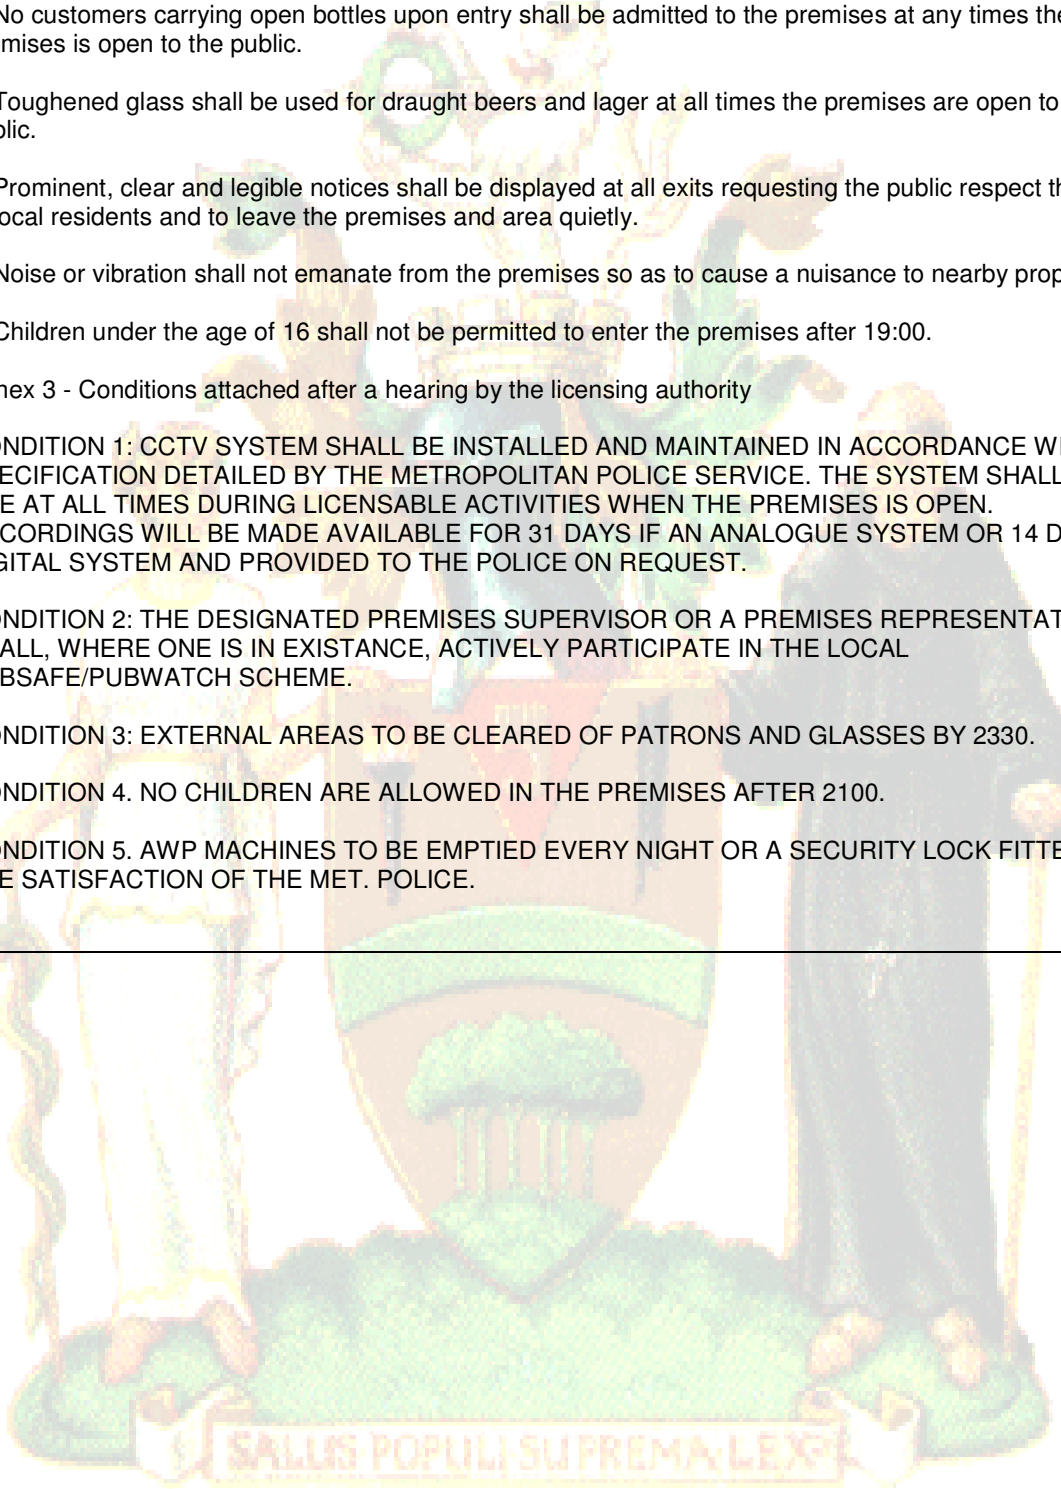 No customers carrying open bottles upon entry shall be admitted to the premises at any times the
mises is open to the public.
Toughened glass shall be used for draught beers and lager at all times the premises are open to
blic.
Prominent, clear and legible notices shall be displayed at all exits requesting the public respect th
local residents and to leave the premises and area quietly.
Noise or vibration shall not emanate from the premises so as to cause a nuisance to nearby prop
Children under the age of 16 shall not be permitted to enter the premises after 19:00.
nex 3 - Conditions attached after a hearing by the licensing authority
ONDITION 1: CCTV SYSTEM SHALL BE INSTALLED AND MAINTAINED IN ACCORDANCE WI
PECIFICATION DETAILED BY THE METROPOLITAN POLICE SERVICE. THE SYSTEM SHALL
E AT ALL TIMES DURING LICENSABLE ACTIVITIES WHEN THE PREMISES IS OPEN.
CORDINGS WILL BE MADE AVAILABLE FOR 31 DAYS IF AN ANALOGUE SYSTEM OR 14 D
GITAL SYSTEM AND PROVIDED TO THE POLICE ON REQUEST.
ONDITION 2: THE DESIGNATED PREMISES SUPERVISOR OR A PREMISES REPRESENTAT
ALL, WHERE ONE IS IN EXISTANCE, ACTIVELY PARTICIPATE IN THE LOCAL
BSAFE/PUBWATCH SCHEME.
ONDITION 3: EXTERNAL AREAS TO BE CLEARED OF PATRONS AND GLASSES BY 2330.
ONDITION 4. NO CHILDREN ARE ALLOWED IN THE PREMISES AFTER 2100.
ONDITION 5. AWP MACHINES TO BE EMPTIED EVERY NIGHT OR A SECURITY LOCK FITTE
E SATISFACTION OF THE MET. POLICE.
SALUS POPULI SUPREMA LEX